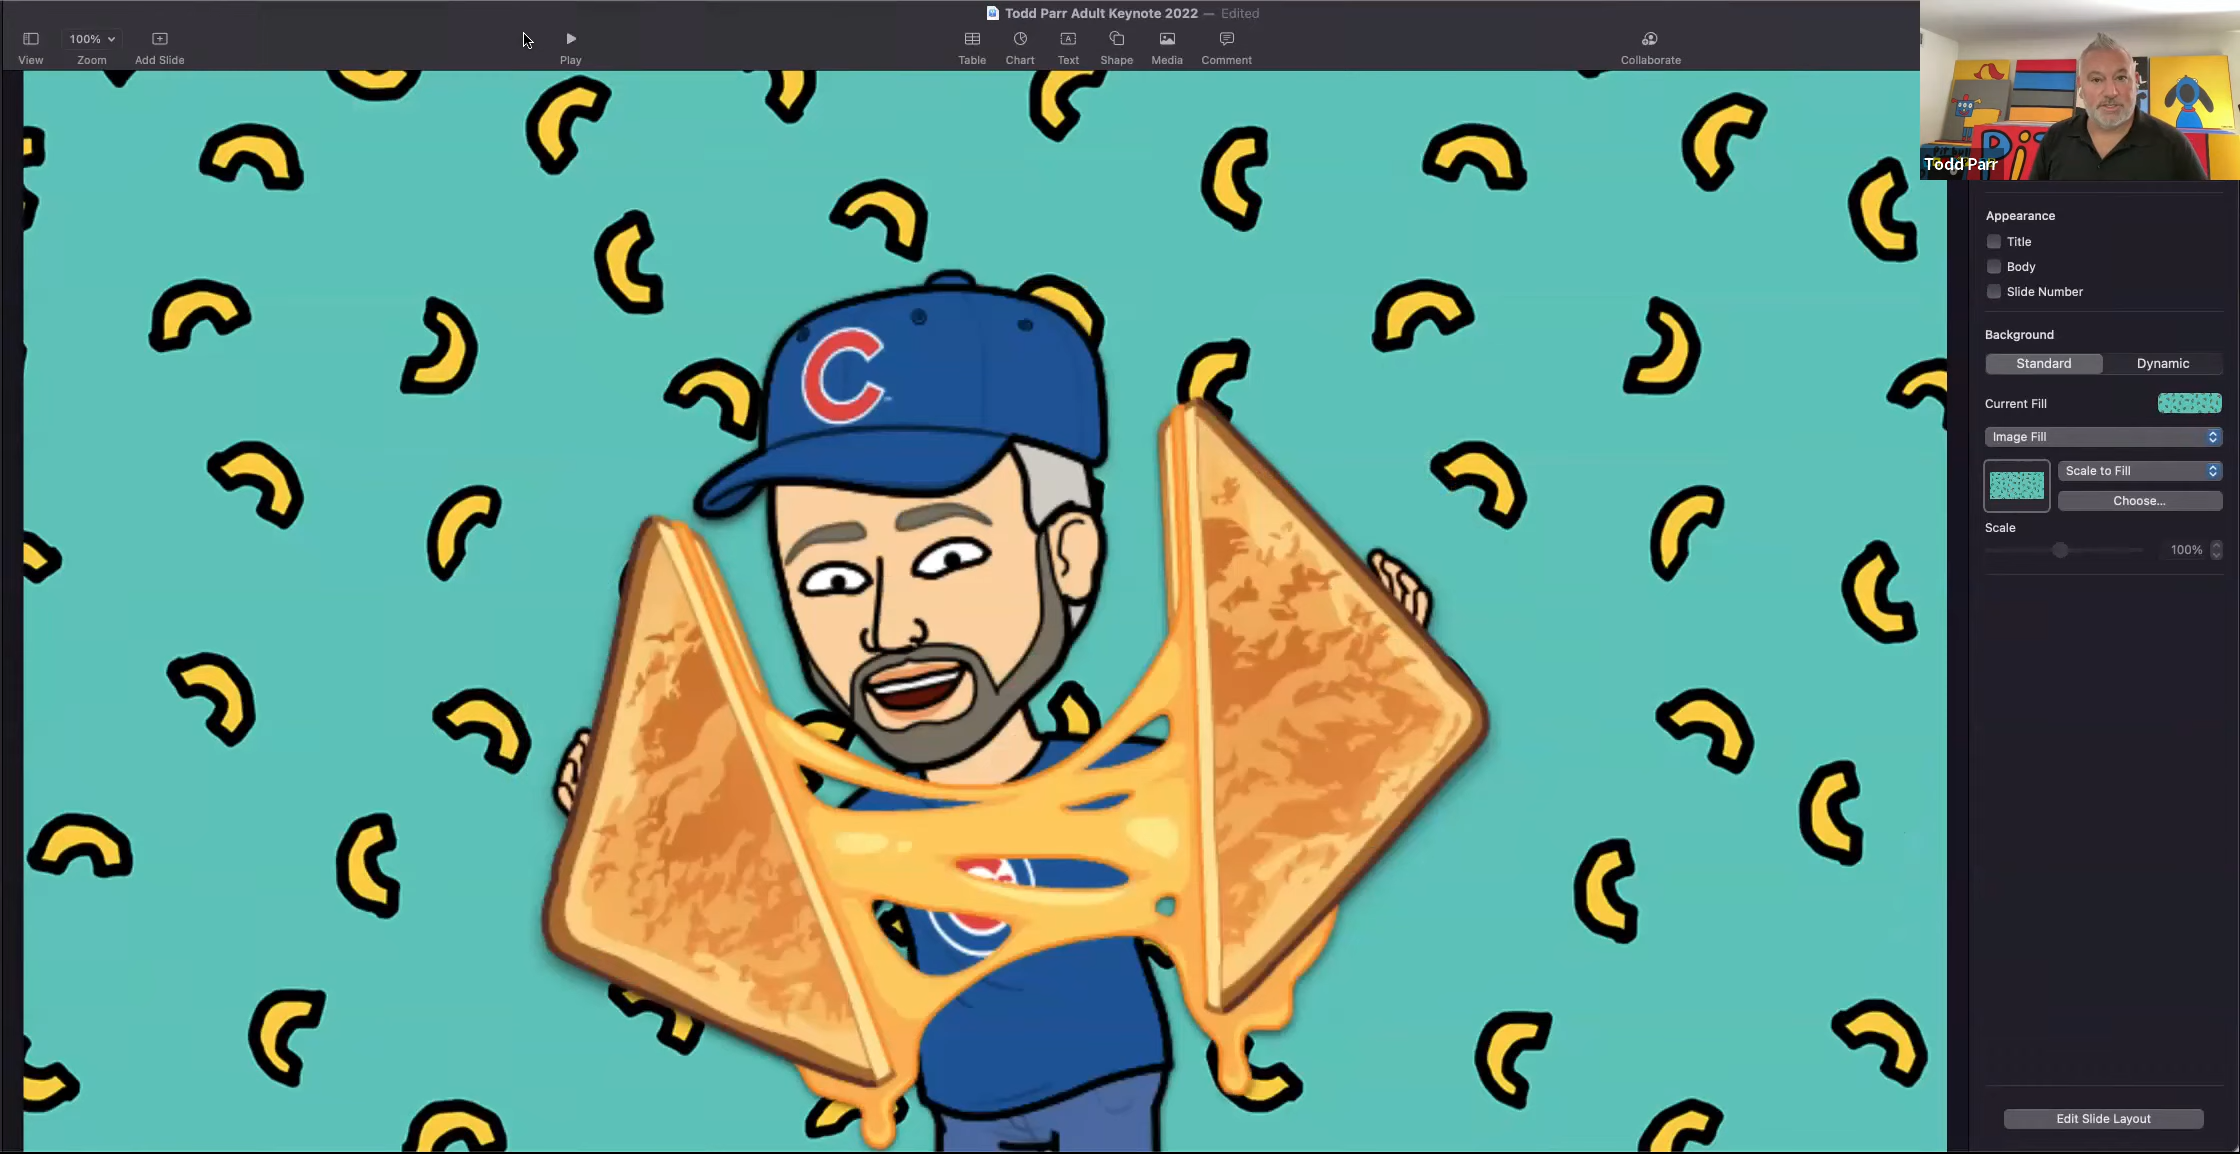 Todd Parr Adult Keynote 2022 — Edited
100%
View
Zoom
Add Slide
Play
Table
Chart
Text
Shape
Media
Comment
Collaborate
Pi
Todd Parr
Appearance
Title
Body
Slide Number
Background
Standard
Dynamic
Current Fill
Image Fill
Scale to Fill
Choose...
Scale
100%
Edit Slide Layout
C